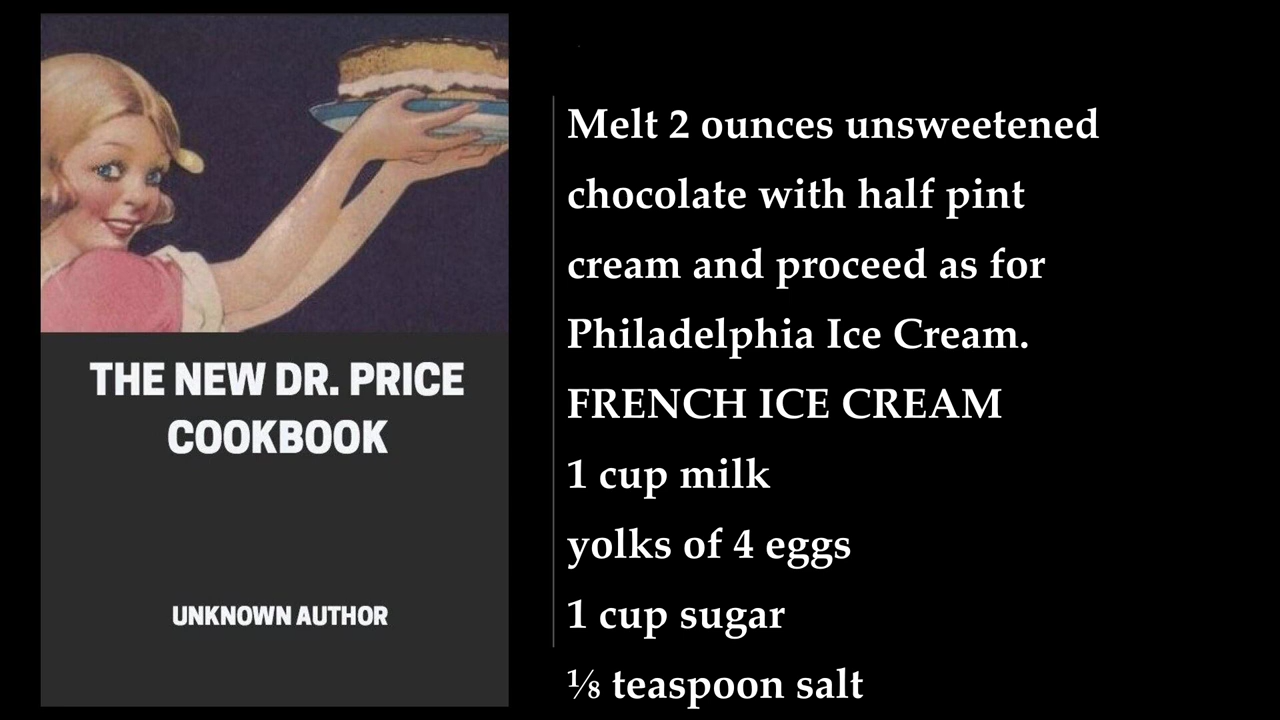 THE NEW DR. PRICE
COOKBOOK
UNKNOWN AUTHOR
Melt 2 ounces unsweetened
chocolate with half pint
cream and proceed as for
Philadelphia Ice Cream.
FRENCH ICE CREAM
1 cup milk
yolks of 4 eggs
1 cup sugar
⅛ teaspoon salt